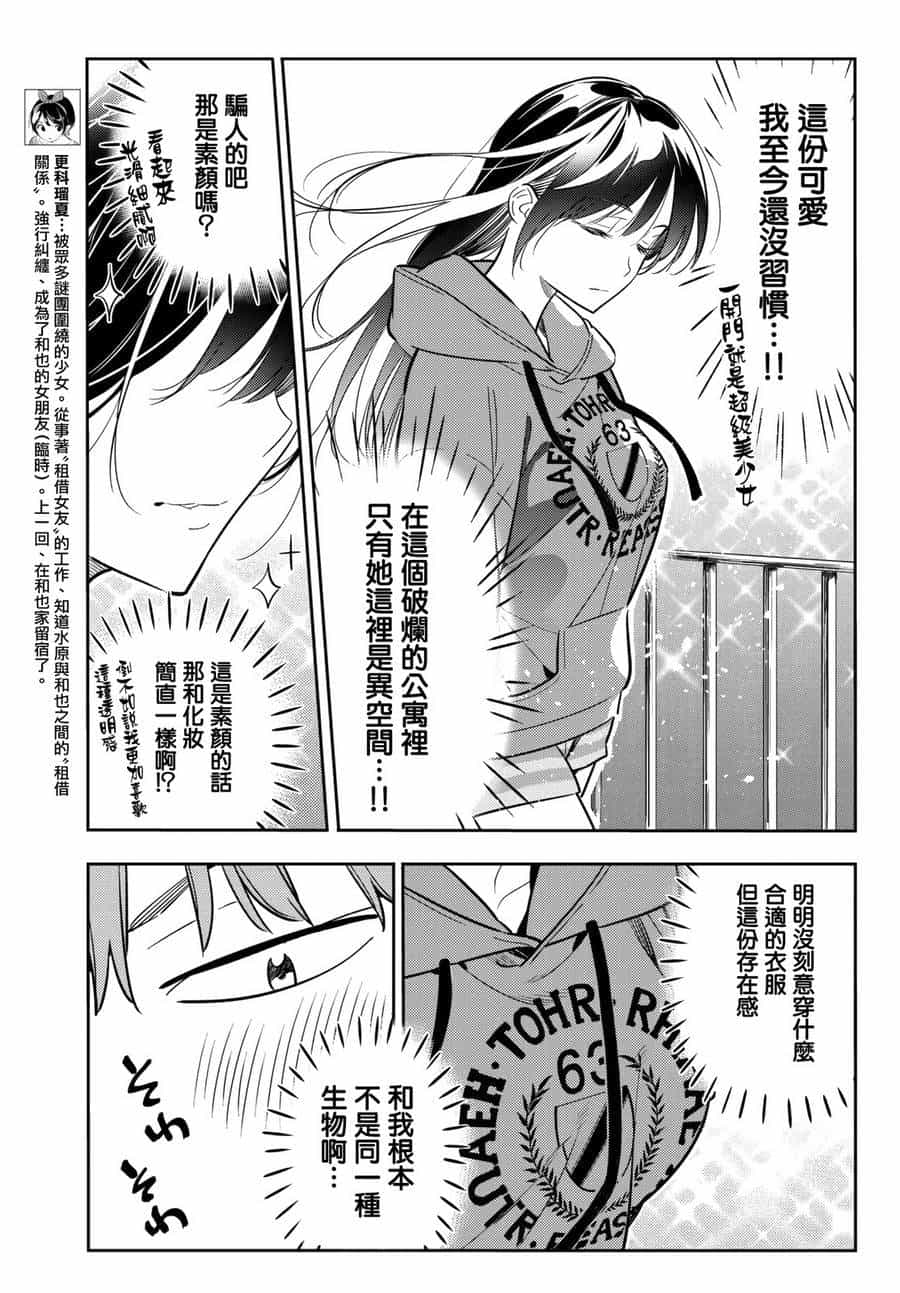 這份可愛
我至今還沒習慣…!!
一開門就是超級美少女
TOHR
UAEH
63
UTR·REPRE
在這個破爛的公寓裡
只有她這裡是異空間…!!
騙人的吧
那是素顏嗎?
看起來
光滑細膩啊
這是素顏的話
那和化妝
簡直一樣啊!?
倒不如說我更加喜歡
這種透明感
更科瑠夏…被眾多謎團圍繞的少女。從事著〝租借女友〞的工作、知道水原與和也之間的〝租借
關係〞。強行糾纏、成為了和也的女朋友(臨時)。上一回、在和也家留宿了。
明明沒刻意穿什麼
合適的衣服
但這份存在感
UAEH·TOHR
63
和我根本
不是同一種
生物啊…
そわ
そわ